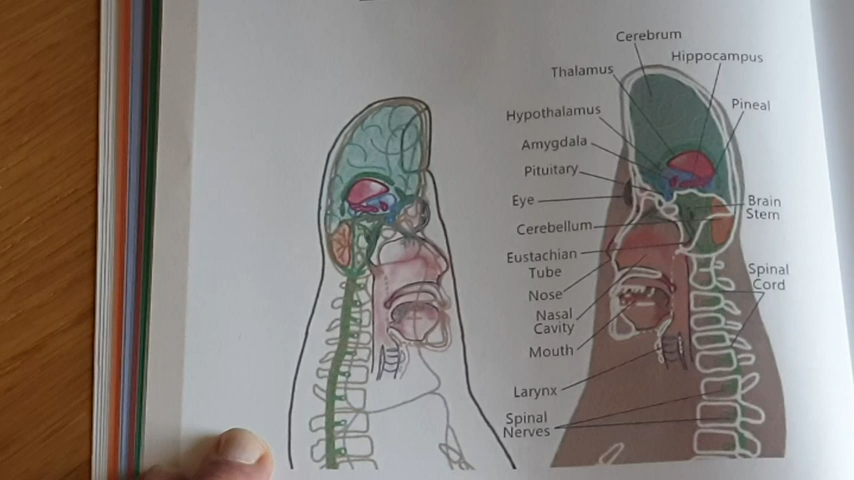 Cerebrum
Hippocampus
Thalamus
Pineal
Hypothalamus
Amygdala
Pituitary
Eye
Brain
Stem
Cerebellum
Eustachian
Tube
Spinal
Cord
Nose
Nasal
Cavity
Mouth
Larynx
Spinal
Nerves